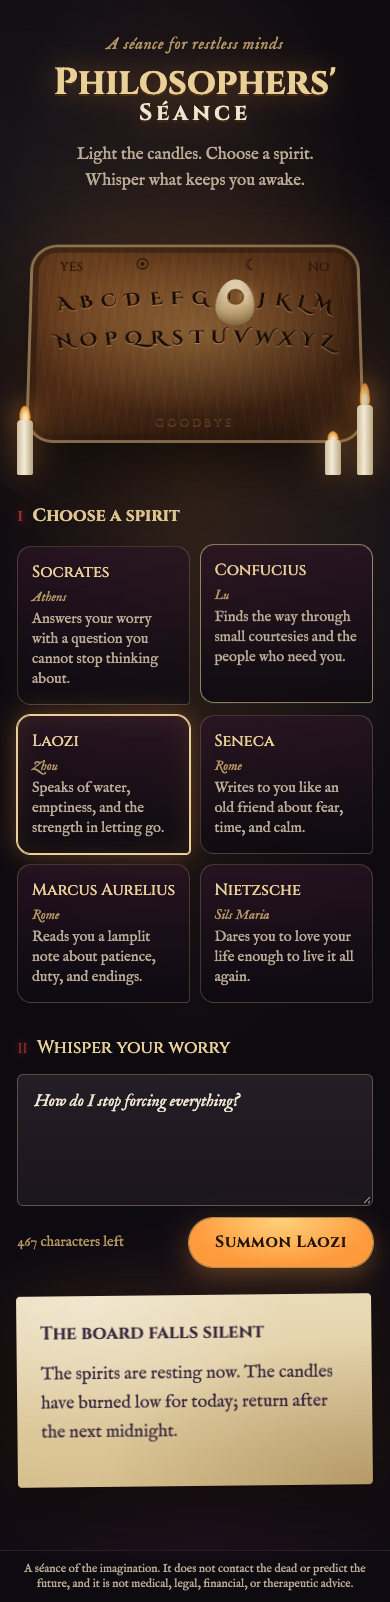 A séance for restless minds
PHILOSOPHERS'
SÉANCE
Light the candles. Choose a spirit.
Whisper what keeps you awake.
YES ☉ ☾ NO
A B C D E F G J K L M
N O P Q R S T U V W X Y Z
GOODBYE
I CHOOSE A SPIRIT
SOCRATES
Athens
Answers your worry
with a question you
cannot stop thinking
about.
CONFUCIUS
Lu
Finds the way through
small courtesies and the
people who need you.
LAOZI
Zhou
Speaks of water,
emptiness, and the
strength in letting go.
SENECA
Rome
Writes to you like an
old friend about fear,
time, and calm.
MARCUS AURELIUS
Rome
Reads you a lamplit
note about patience,
duty, and endings.
NIETZSCHE
Sils Maria
Dares you to love your
life enough to live it all
again.
II WHISPER YOUR WORRY
How do I stop forcing everything?
467 characters left
SUMMON LAOZI
THE BOARD FALLS SILENT
The spirits are resting now. The candles
have burned low for today; return after
the next midnight.
A séance of the imagination. It does not contact the dead or predict the
future, and it is not medical, legal, financial, or therapeutic advice.